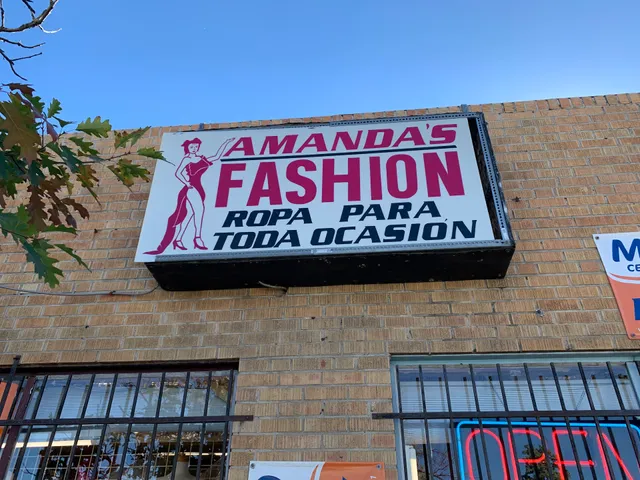 AMANDA'S
FASHION
ROPA PARA
TODA OCASIÓN
OPEN